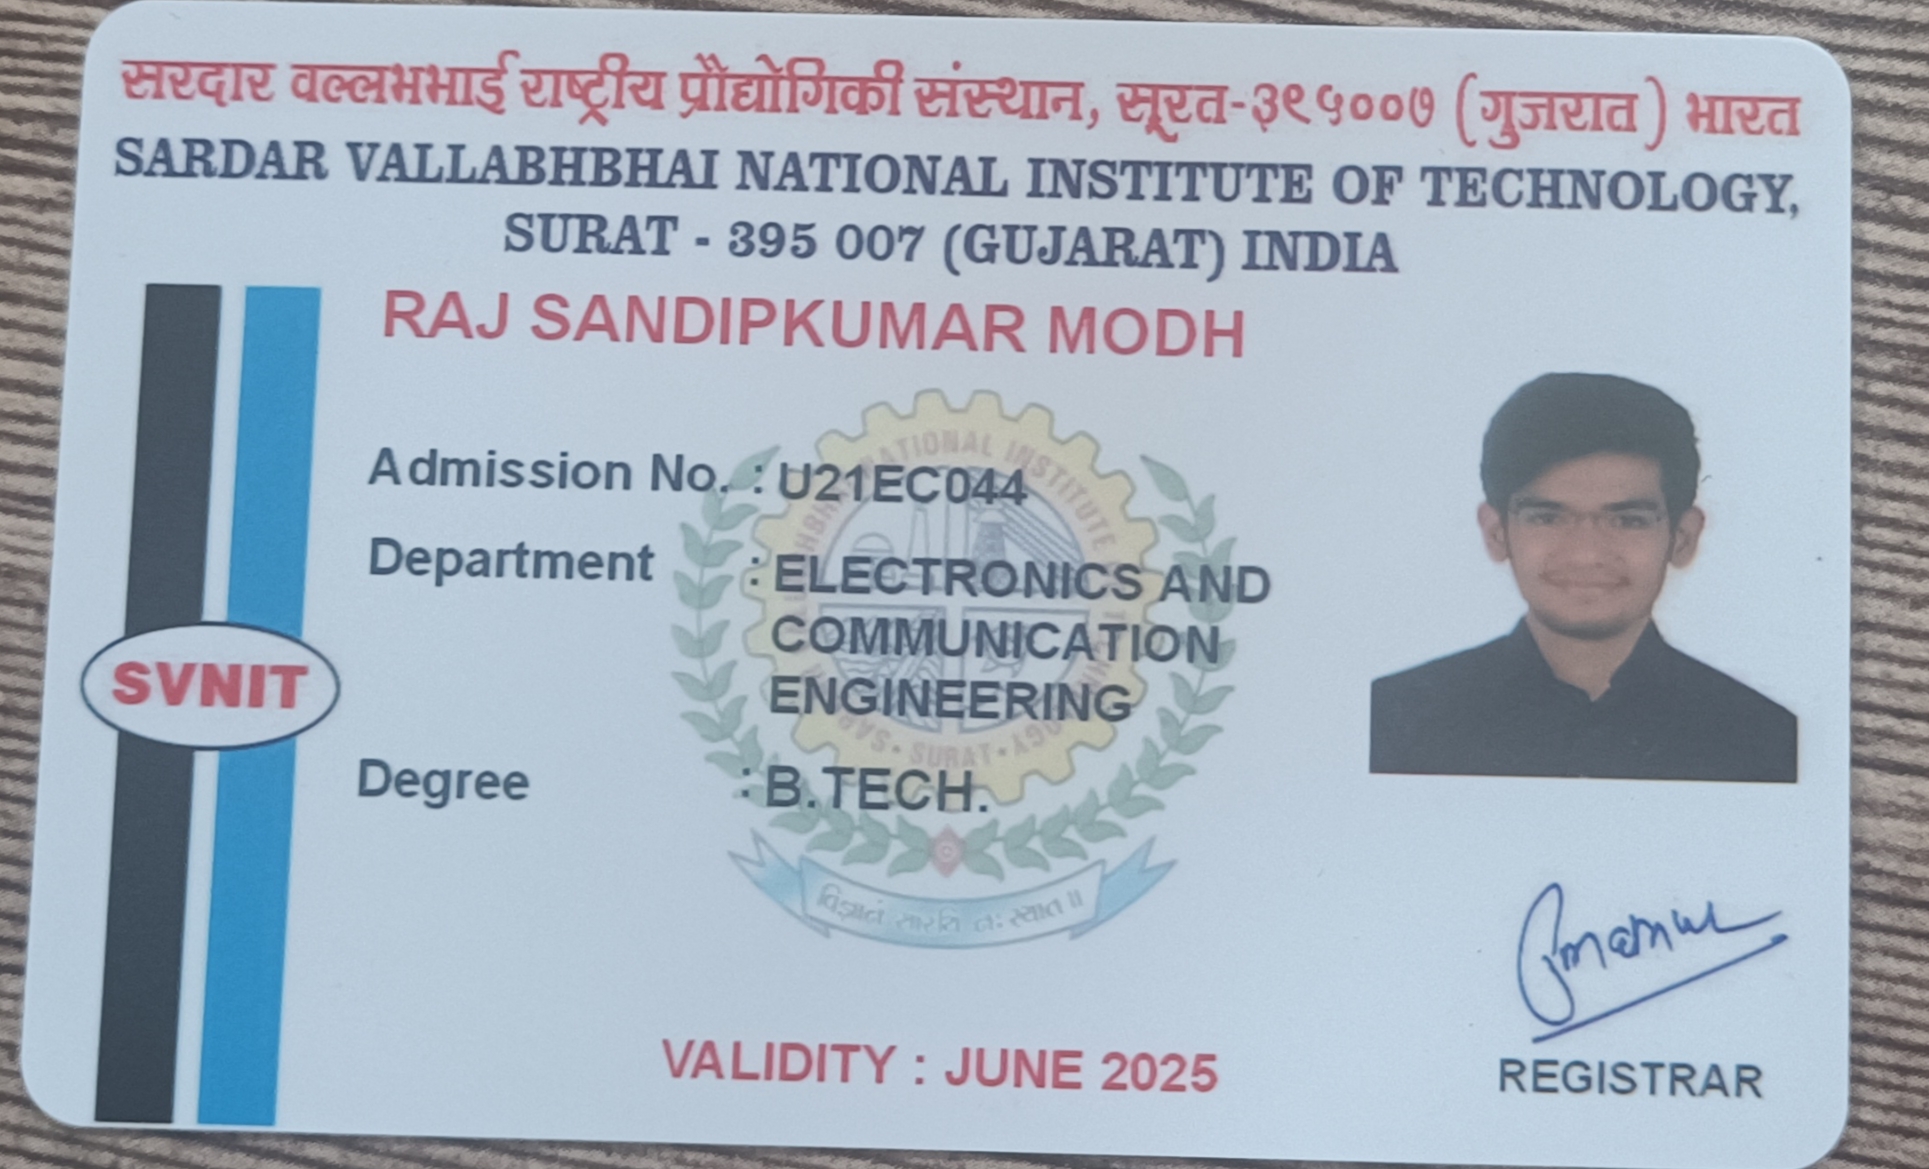 सरदार वल्लभभाई राष्ट्रीय प्रौद्योगिकी संस्थान, सूरत-३९५००७ (गुजरात) भारत
SARDAR VALLABHBHAI NATIONAL INSTITUTE OF TECHNOLOGY,
SURAT - 395 007 (GUJARAT) INDIA
RAJ SANDIPKUMAR MODH
Admission No. : U21EC044
Department : ELECTRONICS AND
COMMUNICATION
ENGINEERING
SVNIT
Degree : B.TECH.
NATIONAL INSTITUTE
SURAT
VALIDITY : JUNE 2025
REGISTRAR